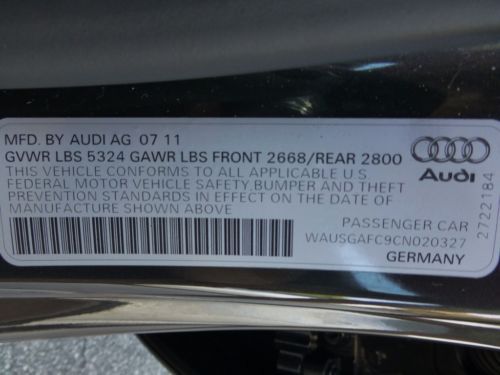 MFD. BY AUDI AG 07 11
GVWR LBS 5324 GAWR LBS FRONT 2668/REAR 2800
THIS VEHICLE CONFORMS TO ALL APPLICABLE U.S.
FEDERAL MOTOR VEHICLE SAFETY, BUMPER AND THEFT
PREVENTION STANDARDS IN EFFECT ON THE DATE OF
MANUFACTURE SHOWN ABOVE
Audi
PASSENGER CAR
WAUSGAFC9CN020327
GERMANY
2722184